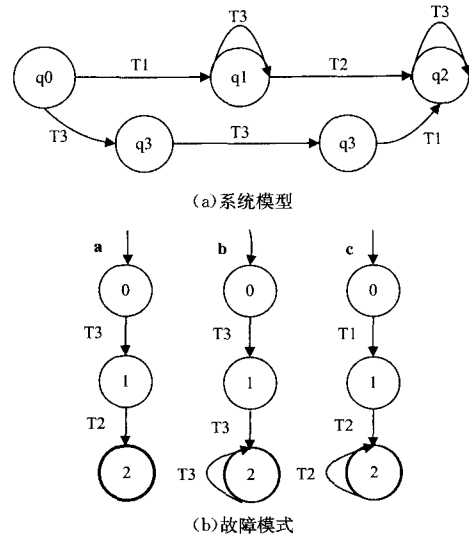 T3 T3
q0 T1 q1 T2 q2
T3 q3 T3 q3 T1
(a)系统模型
a b c
0 0 0
T3 T3 T1
1 1 1
T2 T3 T2
2 T3 2 T2 2
(b)故障模式